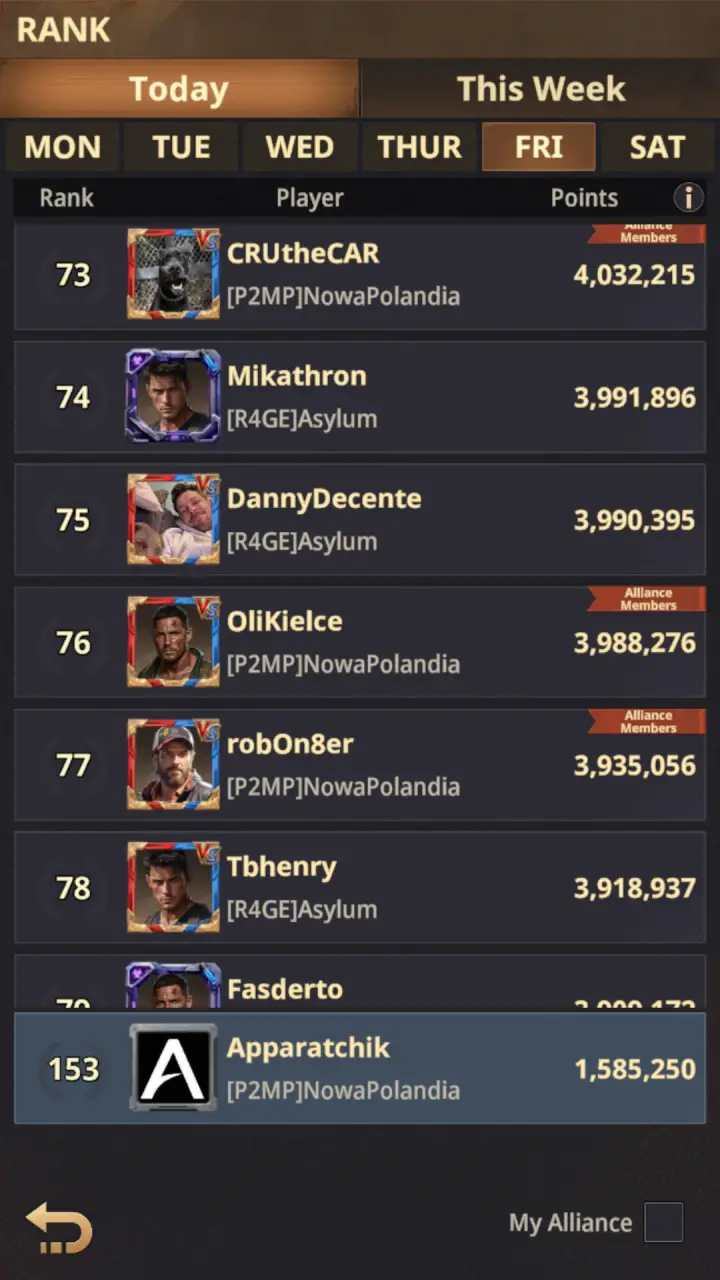 RANK
Today This Week
MON TUE WED THUR FRI SAT
Rank Player Points i
Alliance
Members
73 CRUtheCAR 4,032,215
[P2MP]NowaPolandia
74 Mikathron 3,991,896
[R4GE]Asylum
VS
75 DannyDecente 3,990,395
[R4GE]Asylum
Alliance
Members
76 OliKielce 3,988,276
[P2MP]NowaPolandia
Alliance
Members
77 robOn8er 3,935,056
[P2MP]NowaPolandia
78 Tbhenry 3,918,937
[R4GE]Asylum
Fasderto
153 Apparatchik 1,585,250
[P2MP]NowaPolandia
My Alliance